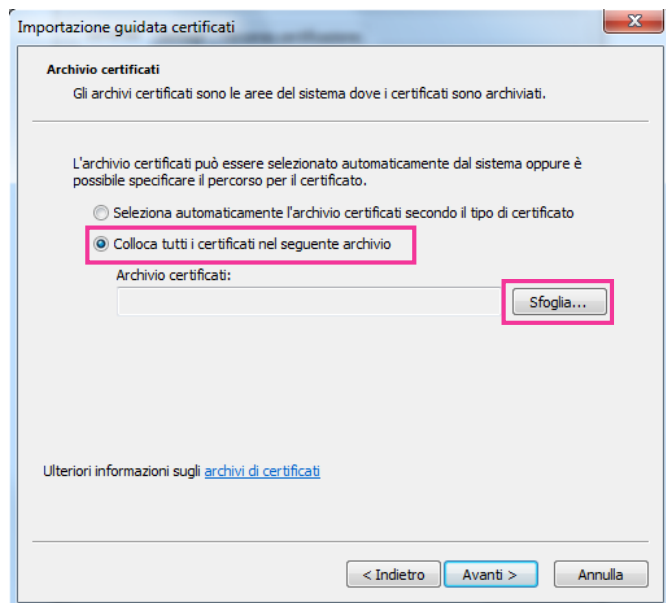 Importazione guidata certificati
Archivio certificati
Gli archivi certificati sono le aree del sistema dove i certificati sono archiviati.
L'archivio certificati può essere selezionato automaticamente dal sistema oppure è
possibile specificare il percorso per il certificato.
Seleziona automaticamente l'archivio certificati secondo il tipo di certificato
Colloca tutti i certificati nel seguente archivio
Archivio certificati:
Sfoglia...
Ulteriori informazioni sugli archivi di certificati
< Indietro Avanti > Annulla